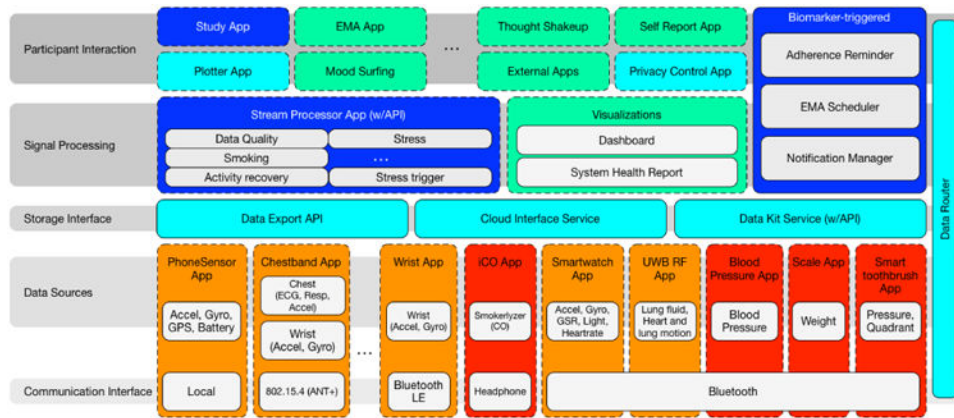 Participant Interaction
Study App
EMA App
...
Thought Shakeup
Self Report App
Plotter App
Mood Surfing
External Apps
Privacy Control App
Biomarker-triggered
Adherence Reminder
EMA Scheduler
Notification Manager
Signal Processing
Stream Processor App (w/API)
Data Quality
Stress
Smoking
...
Activity recovery
Stress trigger
Visualizations
Dashboard
System Health Report
Storage Interface
Data Export API
Cloud Interface Service
Data Kit Service (w/API)
Data Router
Data Sources
PhoneSensor
App
Accel, Gyro,
GPS, Battery
Chestband App
Chest
(ECG, Resp,
Accel)
Wrist
(Accel, Gyro)
...
Wrist App
Wrist
(Accel, Gyro)
iCO App
Smokerlyzer
(CO)
Smartwatch
App
Accel, Gyro,
GSR, Light,
Heartrate
UWB RF
App
Lung fluid,
Heart and
lung motion
Blood
Pressure App
Blood
Pressure
Scale App
Weight
Smart
toothbrush App
Pressure,
Quadrant
Communication Interface
Local
802.15.4 (ANT+)
...
Bluetooth
LE
Headphone
Bluetooth